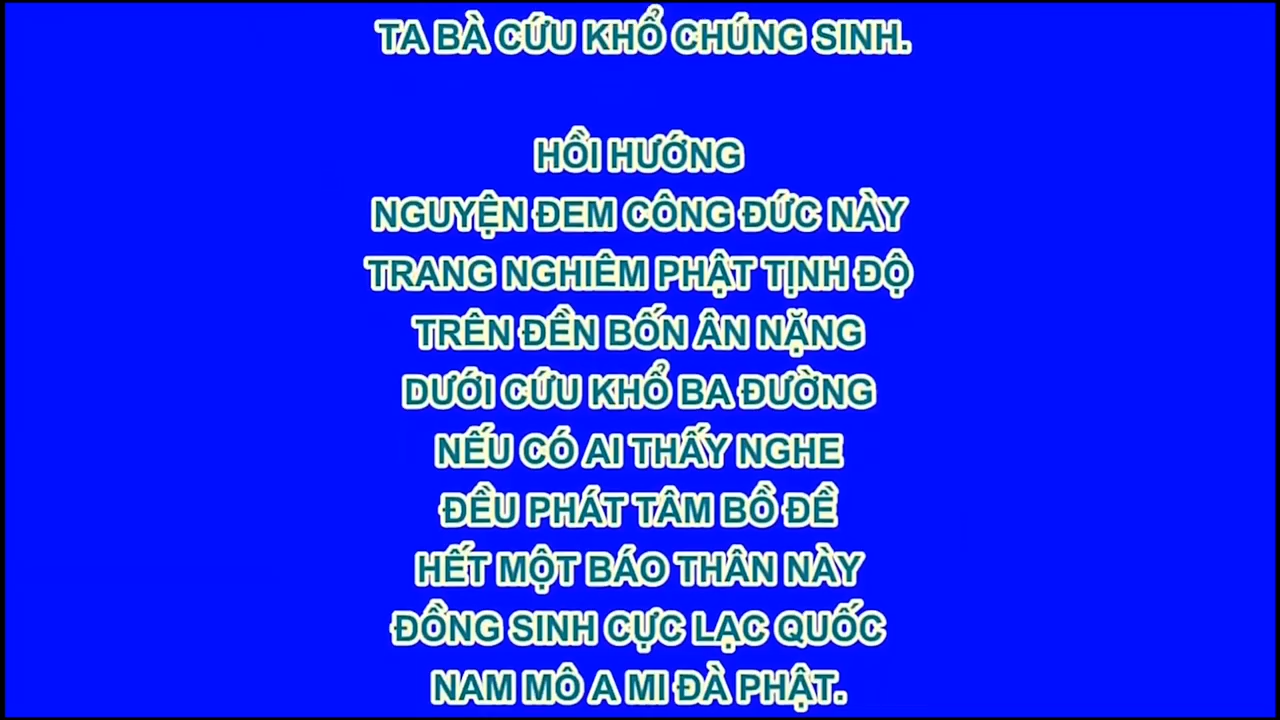 TA BÀ CỨU KHỔ CHÚNG SINH.
HỒI HƯỚNG
NGUYỆN ĐEM CÔNG ĐỨC NÀY
TRANG NGHIÊM PHẬT TỊNH ĐỘ
TRÊN ĐỀN BỐN ÂN NẶNG
DƯỚI CỨU KHỔ BA ĐƯỜNG
NẾU CÓ AI THẤY NGHE
ĐỀU PHÁT TÂM BỒ ĐỀ
HẾT MỘT BÁO THÂN NÀY
ĐỒNG SINH CỰC LẠC QUỐC
NAM MÔ A MI ĐÀ PHẬT.